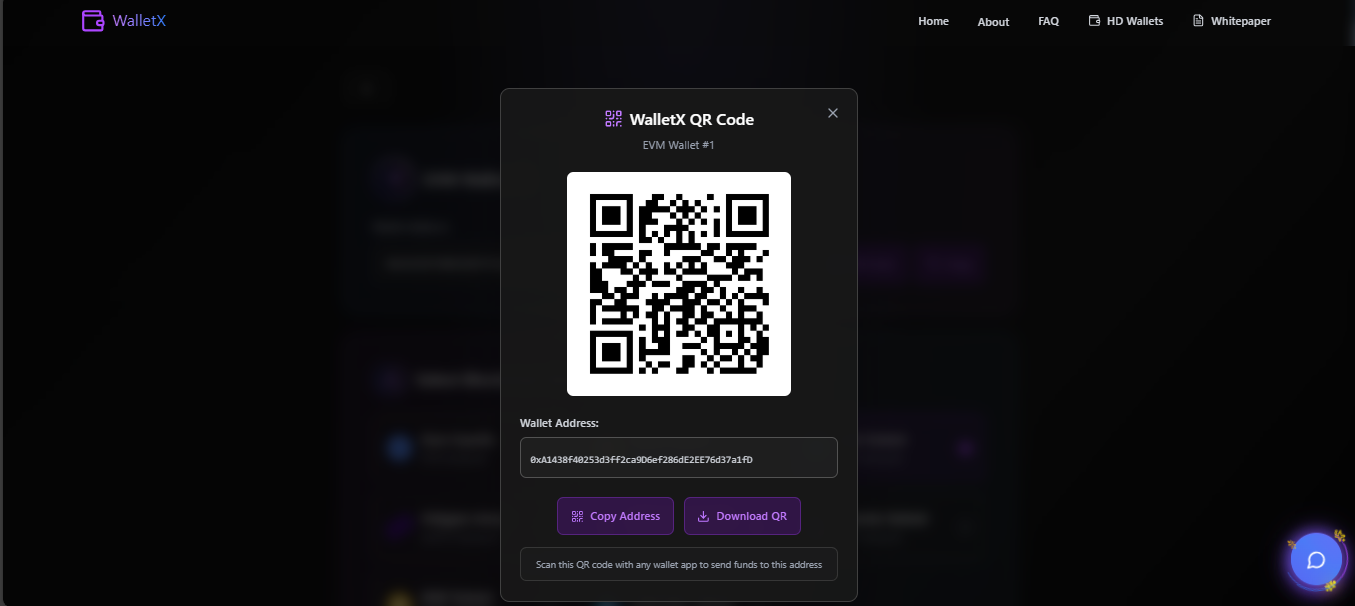 WalletX
Home
About
FAQ
HD Wallets
Whitepaper
WalletX QR Code
EVM Wallet #1
Wallet Address:
0xA1438f40253d3ff2ca9D6ef286dE2EE76d37a1fD
Copy Address
Download QR
Scan this QR code with any wallet app to send funds to this address